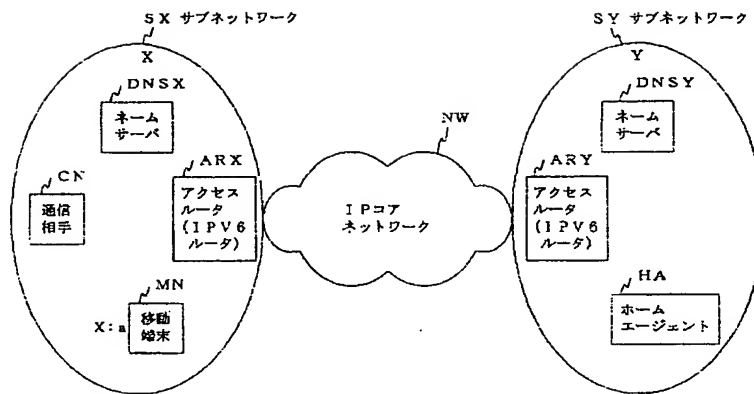 SX サブネットワーク
X
DNSX
ネーム
サーバ
CN
通信
相手
ARX
アクセス
ルータ
(IPV6
ルータ)
MN
X:a
移動
端末
NW
IPコア
ネットワーク
SY サブネットワーク
Y
DNSY
ネーム
サーバ
ARY
アクセス
ルータ
(IPV6
ルータ)
HA
ホーム
エージェント